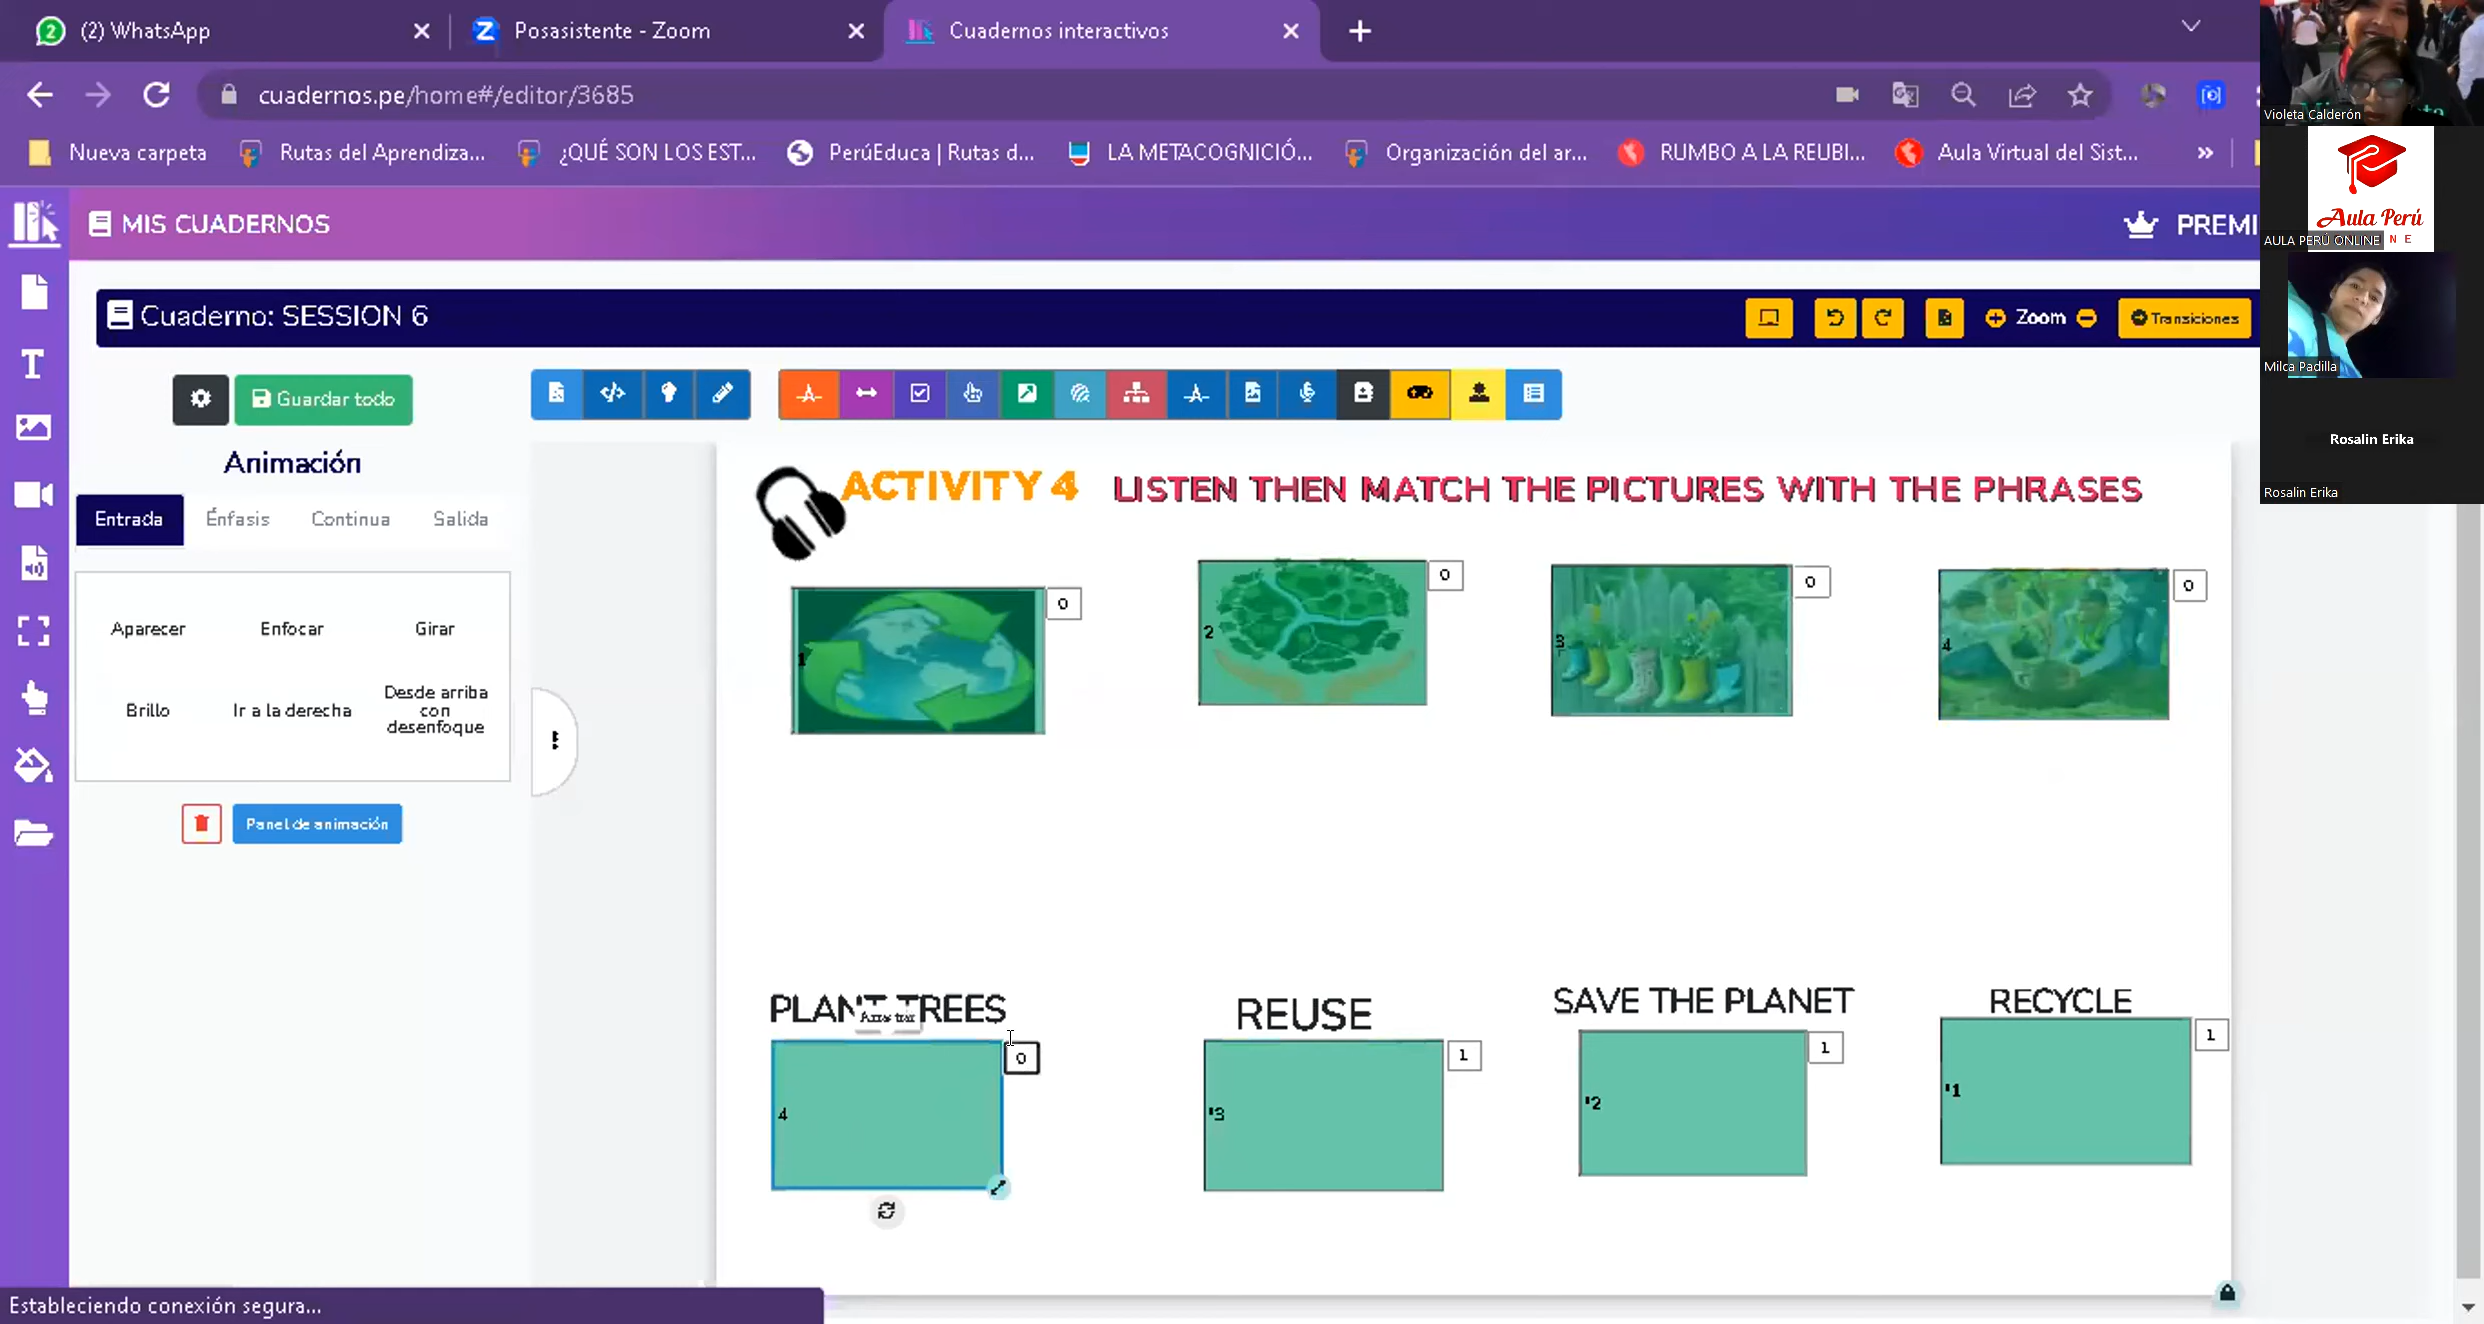 (2) WhatsApp
Posasistente - Zoom
Cuadernos interactivos
cuadernos.pe/home#/editor/3685
Nueva carpeta
Rutas del Aprendiza...
¿QUÉ SON LOS EST...
PerúEduca | Rutas d...
LA METACOGNICIÓ...
Organización del ar...
RUMBO A LA REUBI...
Aula Virtual del Sist...
»
Violeta Calderón
Aula Perú
AULA PERÚ ONLINE
N E
Milca Padilla
Rosalin Erika
Rosalin Erika
MIS CUADERNOS
PREMI
Cuaderno: SESSION 6
Zoom
Transiciones
Guardar todo
Animación
Entrada
Énfasis
Continua
Salida
Aparecer
Enfocar
Girar
Brillo
Ir a la derecha
Desde arriba
con
desenfoque
Panel de animación
ACTIVITY 4
LISTEN THEN MATCH THE PICTURES WITH THE PHRASES
1
0
2
0
3
0
4
0
PLANT TREES
REUSE
SAVE THE PLANET
RECYCLE
4
0
'3
1
'2
1
'1
1
Estableciendo conexión segura...